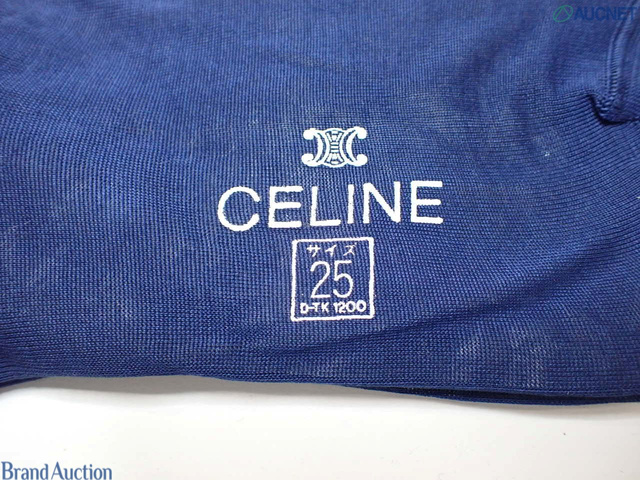 AUCNET
CELINE
サイズ
25
D-TK 1200
Brand Auction